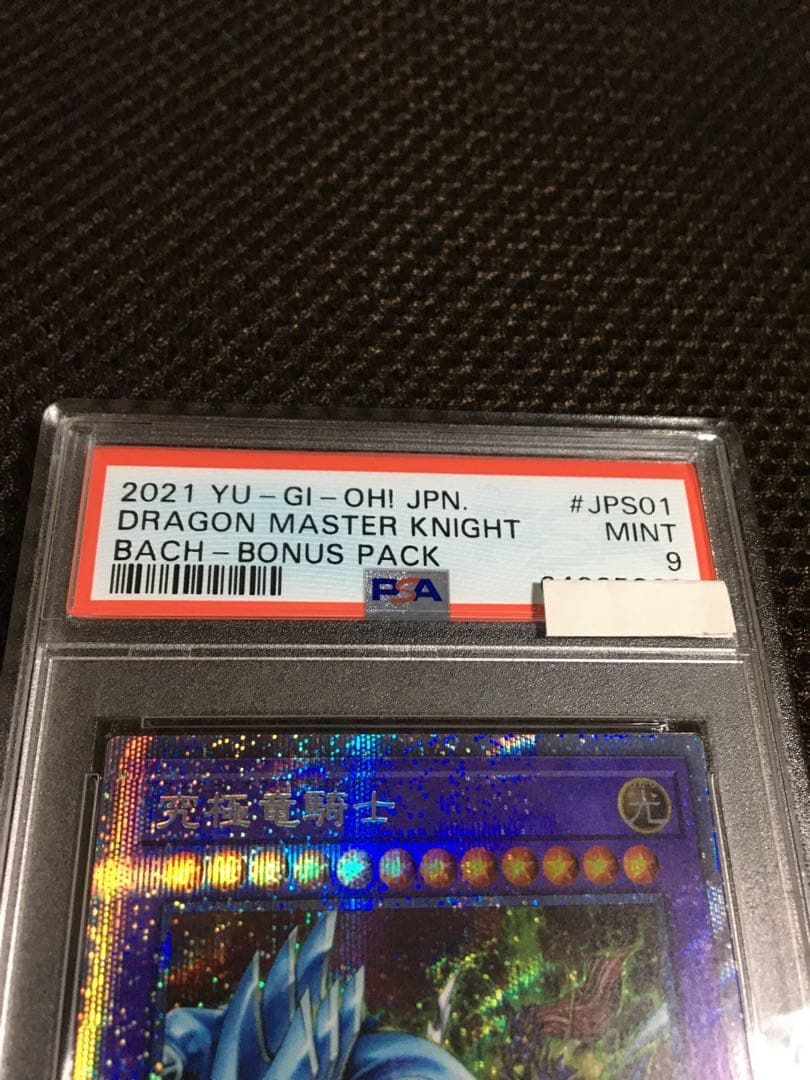 2021 YU-GI-OH! JPN. #JPS01
DRAGON MASTER KNIGHT MINT
BACH-BONUS PACK 9
PSA
究極竜騎士
光